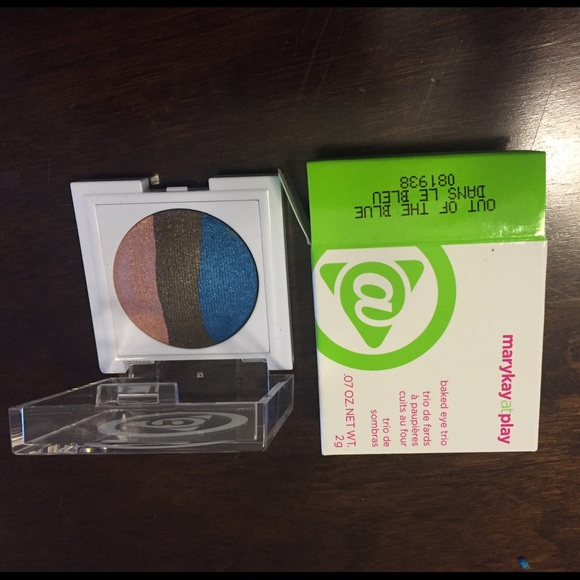 OUT OF THE BLUE
DANS LE BLEU
081938
@
marykayatplay
baked eye trio
trio de fards
à paupières
cuits au four
trio de
sombras
.07 OZ.NET WT.
2 g
@